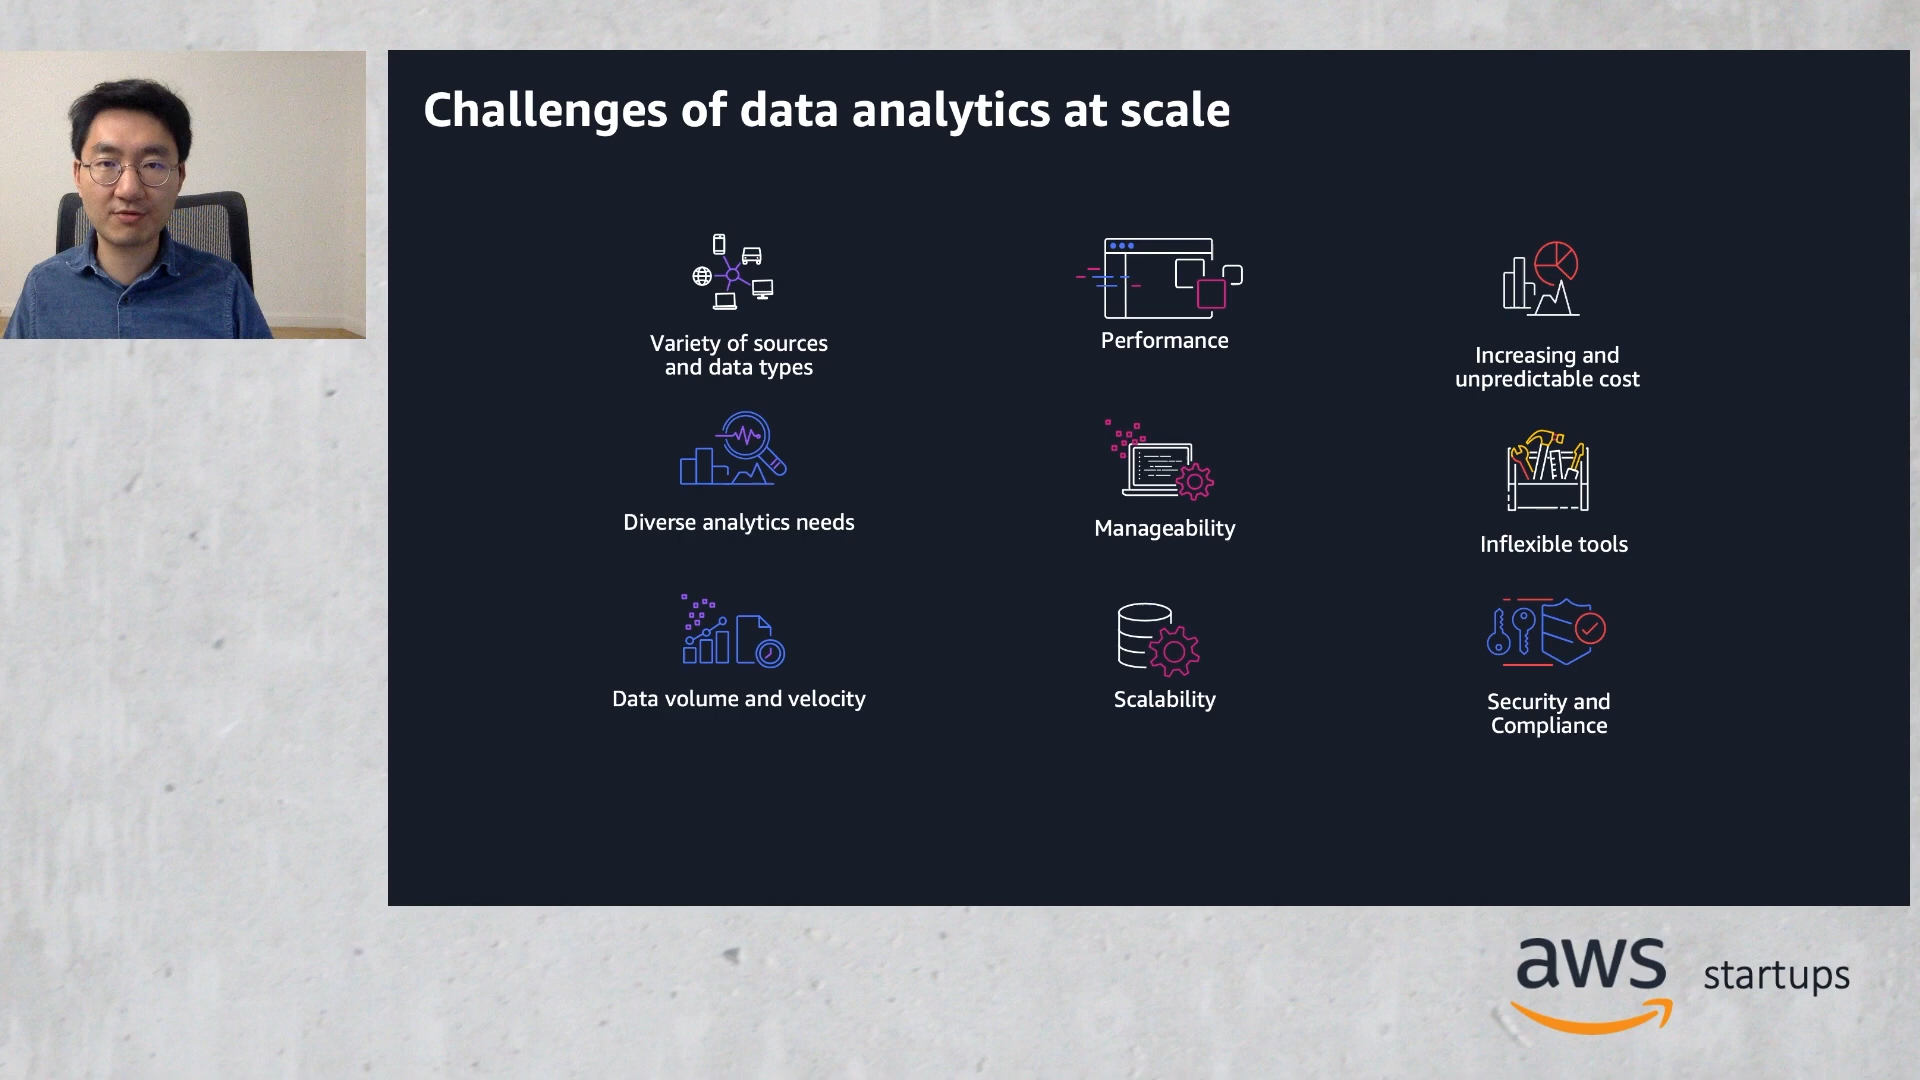 Challenges of data analytics at scale
Variety of sources
and data types
Performance
Increasing and
unpredictable cost
Diverse analytics needs
Manageability
Inflexible tools
Data volume and velocity
Scalability
Security and
Compliance
aws startups